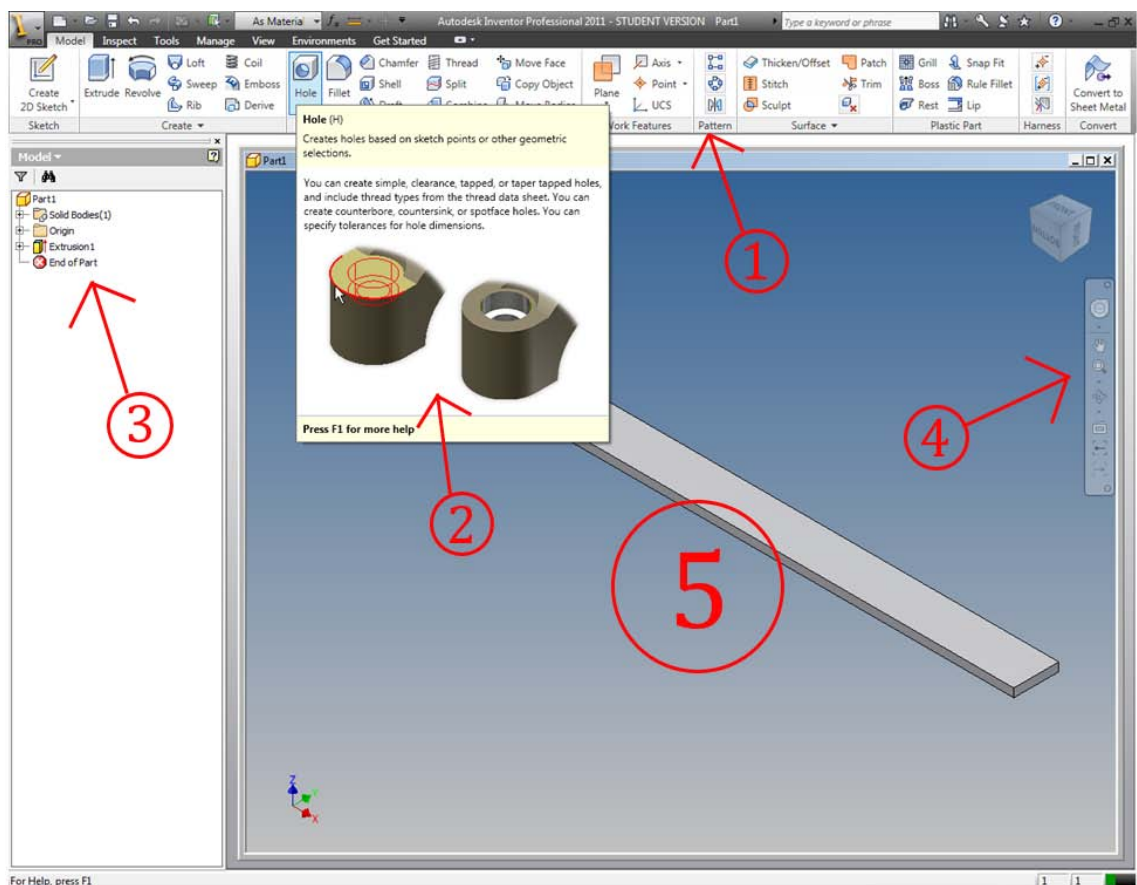 As Material
Autodesk Inventor Professional 2011 - STUDENT VERSION Part1
Type a keyword or phrase
PRO
Model Inspect Tools Manage View Environments Get Started
Create
2D Sketch
Extrude
Revolve
Loft
Sweep
Rib
Coil
Emboss
Derive
Hole
Fillet
Chamfer
Shell
Thread
Split
Move Face
Copy Object
Plane
Axis
Point
UCS
Thicken/Offset
Stitch
Sculpt
Patch
Trim
Grill
Boss
Rest
Snap Fit
Rule Fillet
Lip
Convert to
Sheet Metal
Sketch
Create
Work Features
Pattern
Surface
Plastic Part
Harness
Convert
Hole (H)
Creates holes based on sketch points or other geometric
selections.
You can create simple, clearance, tapped, or taper tapped holes,
and include thread types from the thread data sheet. You can
create counterbore, countersink, or spotface holes. You can
specify tolerances for hole dimensions.
Press F1 for more help
Model
Part1
Solid Bodies(1)
Origin
Extrusion1
End of Part
Part1
FRONT
1
2
3
4
5
Z
Y
X
For Help, press F1
1 1